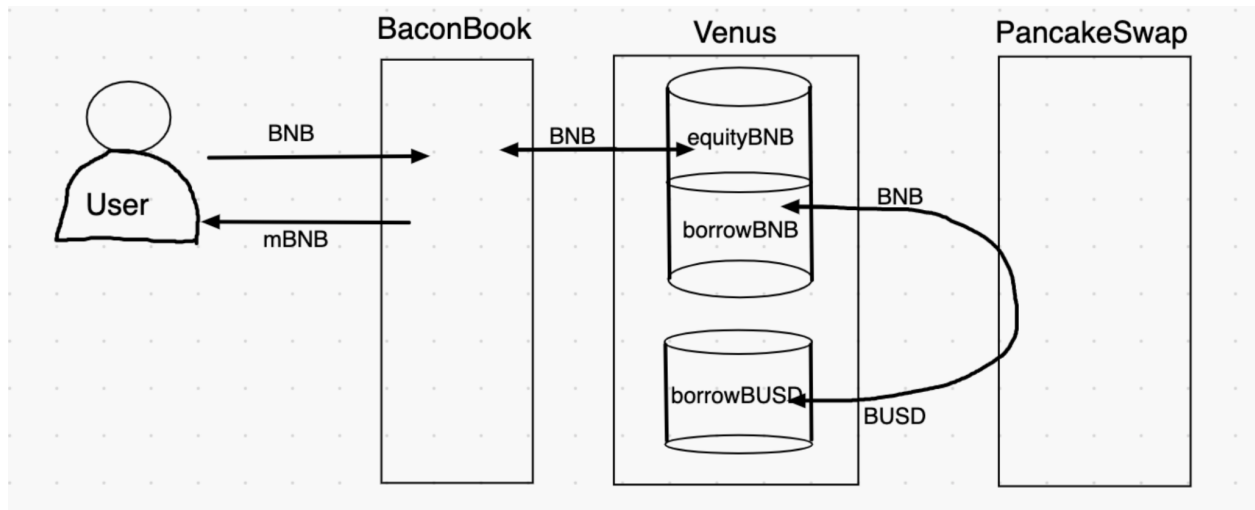 BaconBook
Venus
PancakeSwap
BNB
BNB
equityBNB
BNB
User
mBNB
borrowBNB
borrowBUSD
BUSD